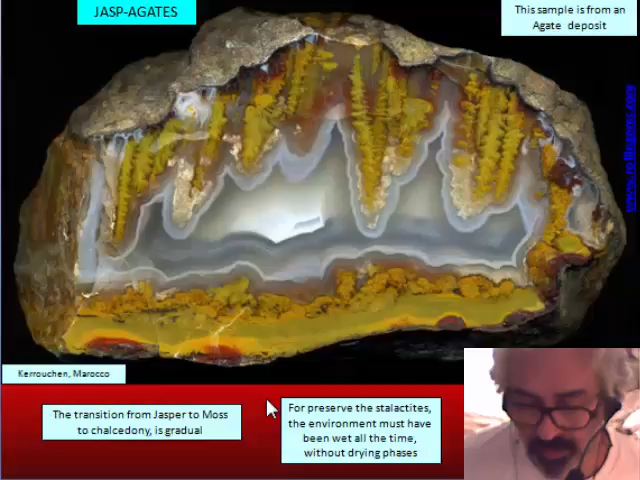 JASP-AGATES
This sample is from an
Agate deposit
Kerrouchen, Marocco
The transition from Jasper to Moss
to chalcedony, is gradual
For preserve the stalactites,
the environment must have
been wet all the time,
without drying phases